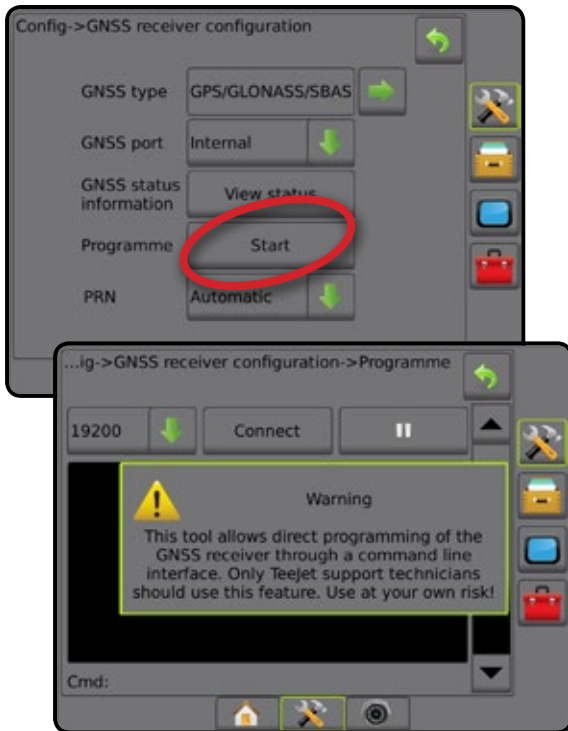 Config->GNSS receiver configuration
GNSS type GPS/GLONASS/SBAS
GNSS port Internal
GNSS status
information View status
Programme Start
PRN Automatic
...ig->GNSS receiver configuration->Programme
19200 Connect
Warning
This tool allows direct programming of the
GNSS receiver through a command line
interface. Only TeeJet support technicians
should use this feature. Use at your own risk!
Cmd: